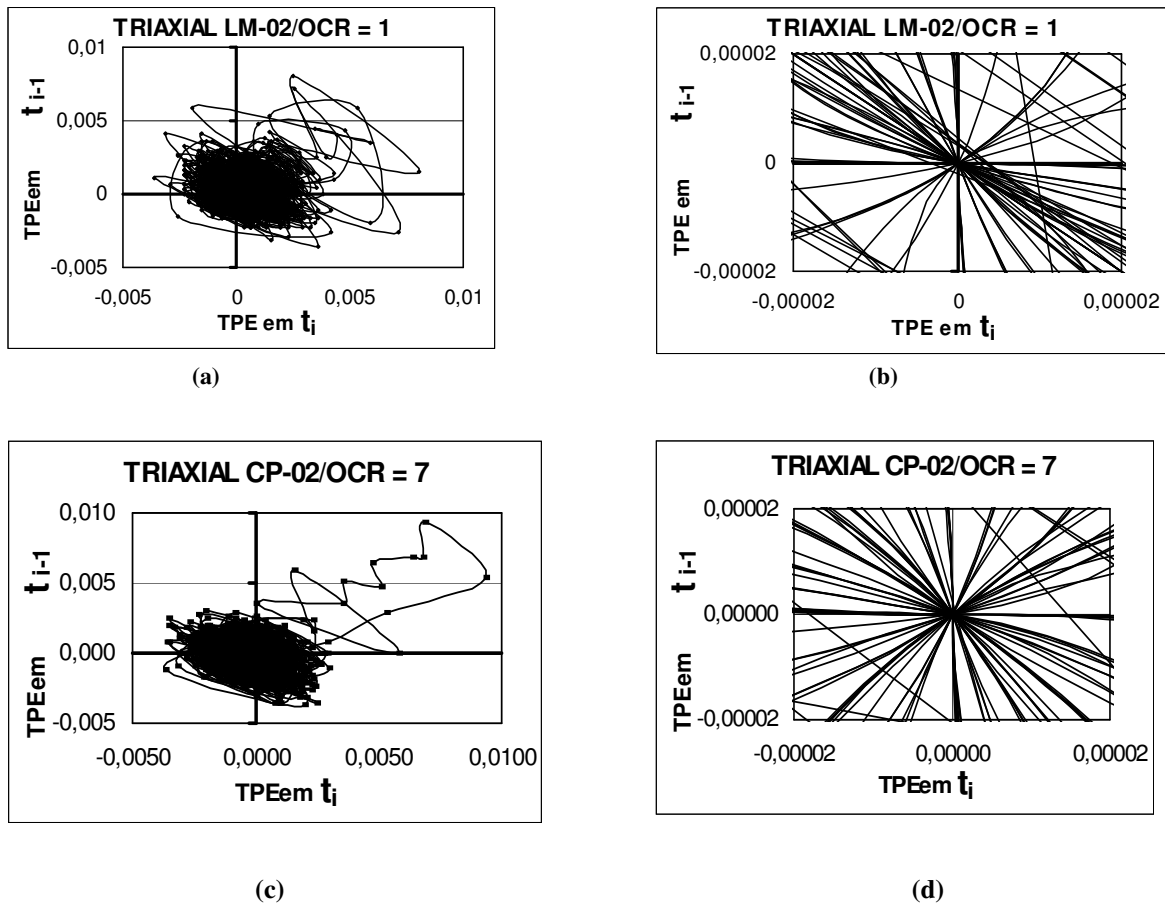 TRIAXIAL LM-02/OCR = 1
0,01
0,005
0
-0,005
TPEem t i-1
-0,005 0 0,005 0,01
TPE em ti
(a)
TRIAXIAL LM-02/OCR = 1
0,00002
0
-0,00002
TPE em t i-1
-0,00002 0 0,00002
TPE em ti
(b)
TRIAXIAL CP-02/OCR = 7
0,010
0,005
0,000
-0,005
TPEem t i-1
-0,0050 0,0000 0,0050 0,0100
TPEem ti
(c)
TRIAXIAL CP-02/OCR = 7
0,00002
0,00000
-0,00002
TPEem t i-1
-0,00002 0,00000 0,00002
TPEem ti
(d)